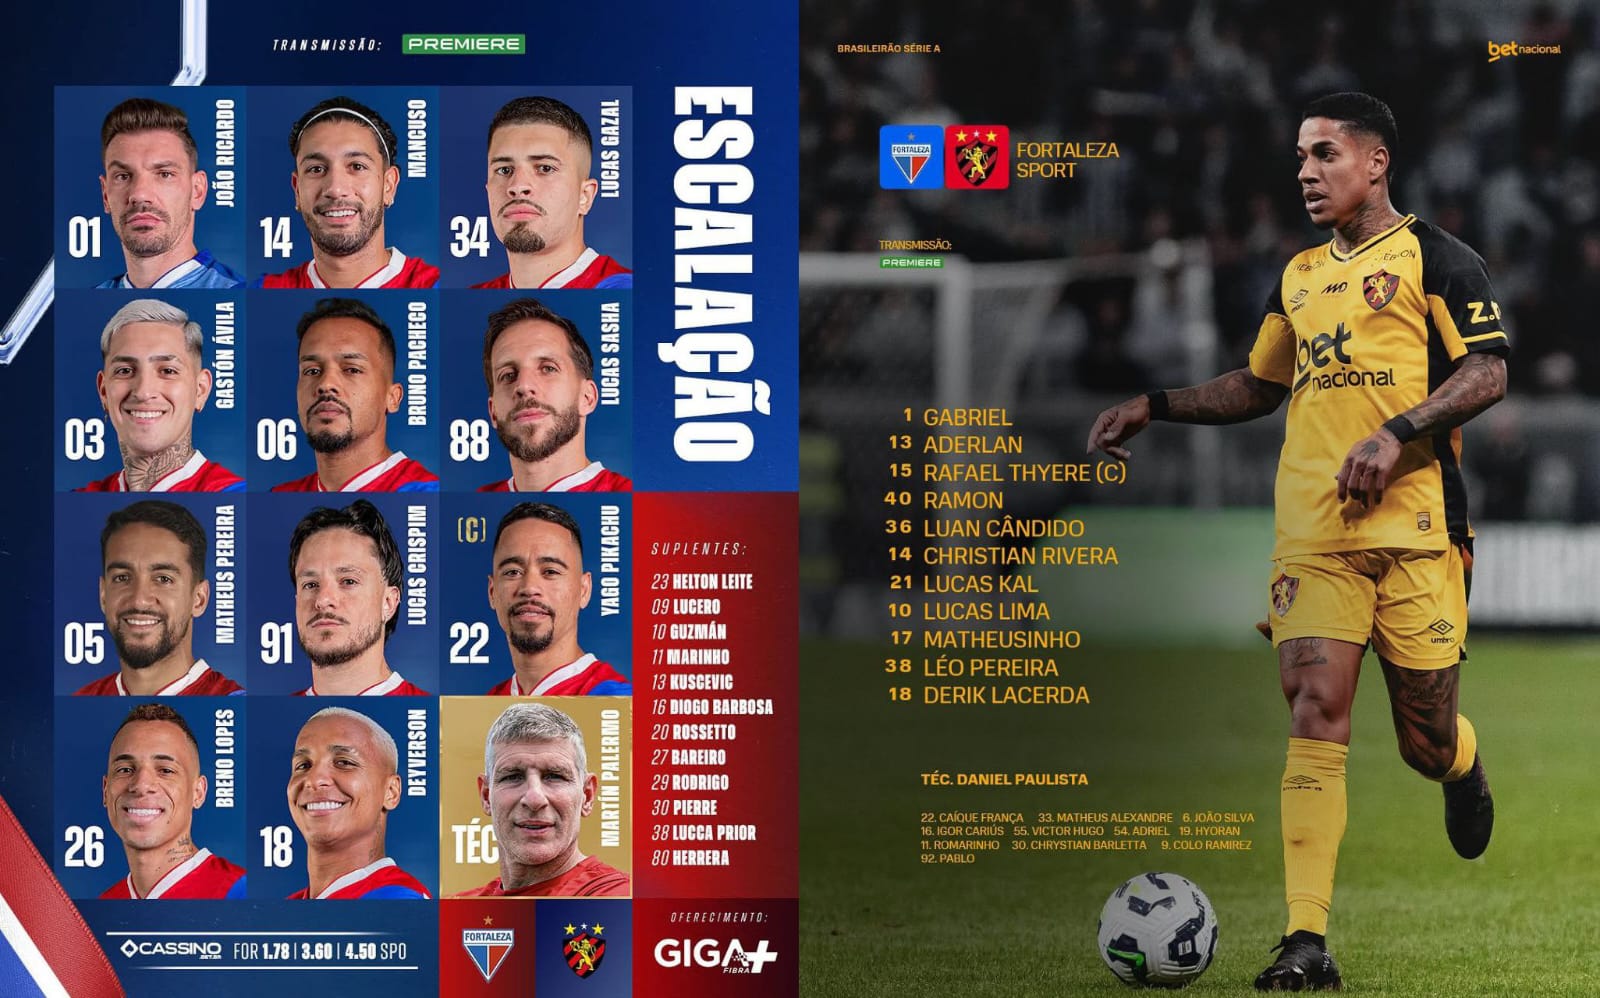 TRANSMISSÃO: PREMIERE
ESCALAÇÃO
01 JOÃO RICARDO
14 MANCUSO
34 LUCAS GAZAL
03 GASTÓN ÁVILA
06 BRUNO PACHECO
88 LUCAS SASHA
05 MATHEUS PEREIRA
91 LUCAS CRISPIM
(C) 22 YAGO PIKACHU
26 BRENO LOPES
18 DEYVERSON
TÉC MARTÍN PALERMO
SUPLENTES:
23 HELTON LEITE
09 LUCERO
10 GUZMÁN
11 MARINHO
13 KUSCEVIC
16 DIOGO BARBOSA
20 ROSSETTO
27 BAREIRO
29 RODRIGO
30 PIERRE
38 LUCCA PRIOR
80 HERRERA
CASSINO
.BET.BR
FOR 1.78 | 3.60 | 4.50 SPO
FORTALEZA
OFERECIMENTO:
GIGA+
FIBRA
BRASILEIRÃO SÉRIE A
bet nacional
FORTALEZA
FORTALEZA
SPORT
TRANSMISSÃO:
PREMIERE
1 GABRIEL
13 ADERLAN
15 RAFAEL THYERE (C)
40 RAMON
36 LUAN CÂNDIDO
14 CHRISTIAN RIVERA
21 LUCAS KAL
10 LUCAS LIMA
17 MATHEUSINHO
38 LÉO PEREIRA
18 DERIK LACERDA
TÉC. DANIEL PAULISTA
22. CAÍQUE FRANÇA 33. MATHEUS ALEXANDRE 6. JOÃO SILVA
16. IGOR CARIÚS 55. VICTOR HUGO 54. ADRIEL 19. HYORAN
11. ROMARINHO 30. CHRYSTIAN BARLETTA 9. COLO RAMIREZ
92. PABLO
umbro
bet
nacional
umbro